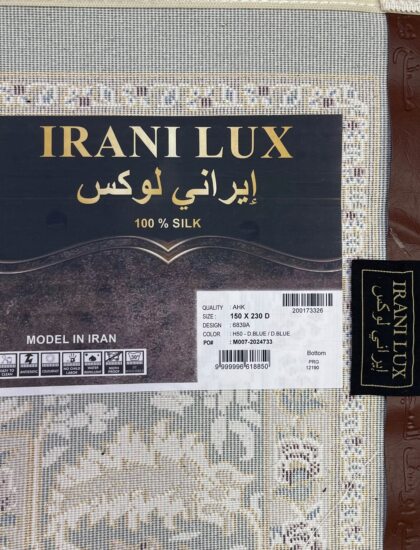 IRANI LUX
إيراني لوكس
100 % SILK
QUALITY : AHK
SIZE : 150 X 230 D
DESIGN : 6839A
COLOR : H50 - D.BLUE / D.BLUE
PO# : M007-2024733
200173326
Bottom
PRG
12190
9 999996 618850
MODEL IN IRAN
IRANI LUX
إيراني لوكس